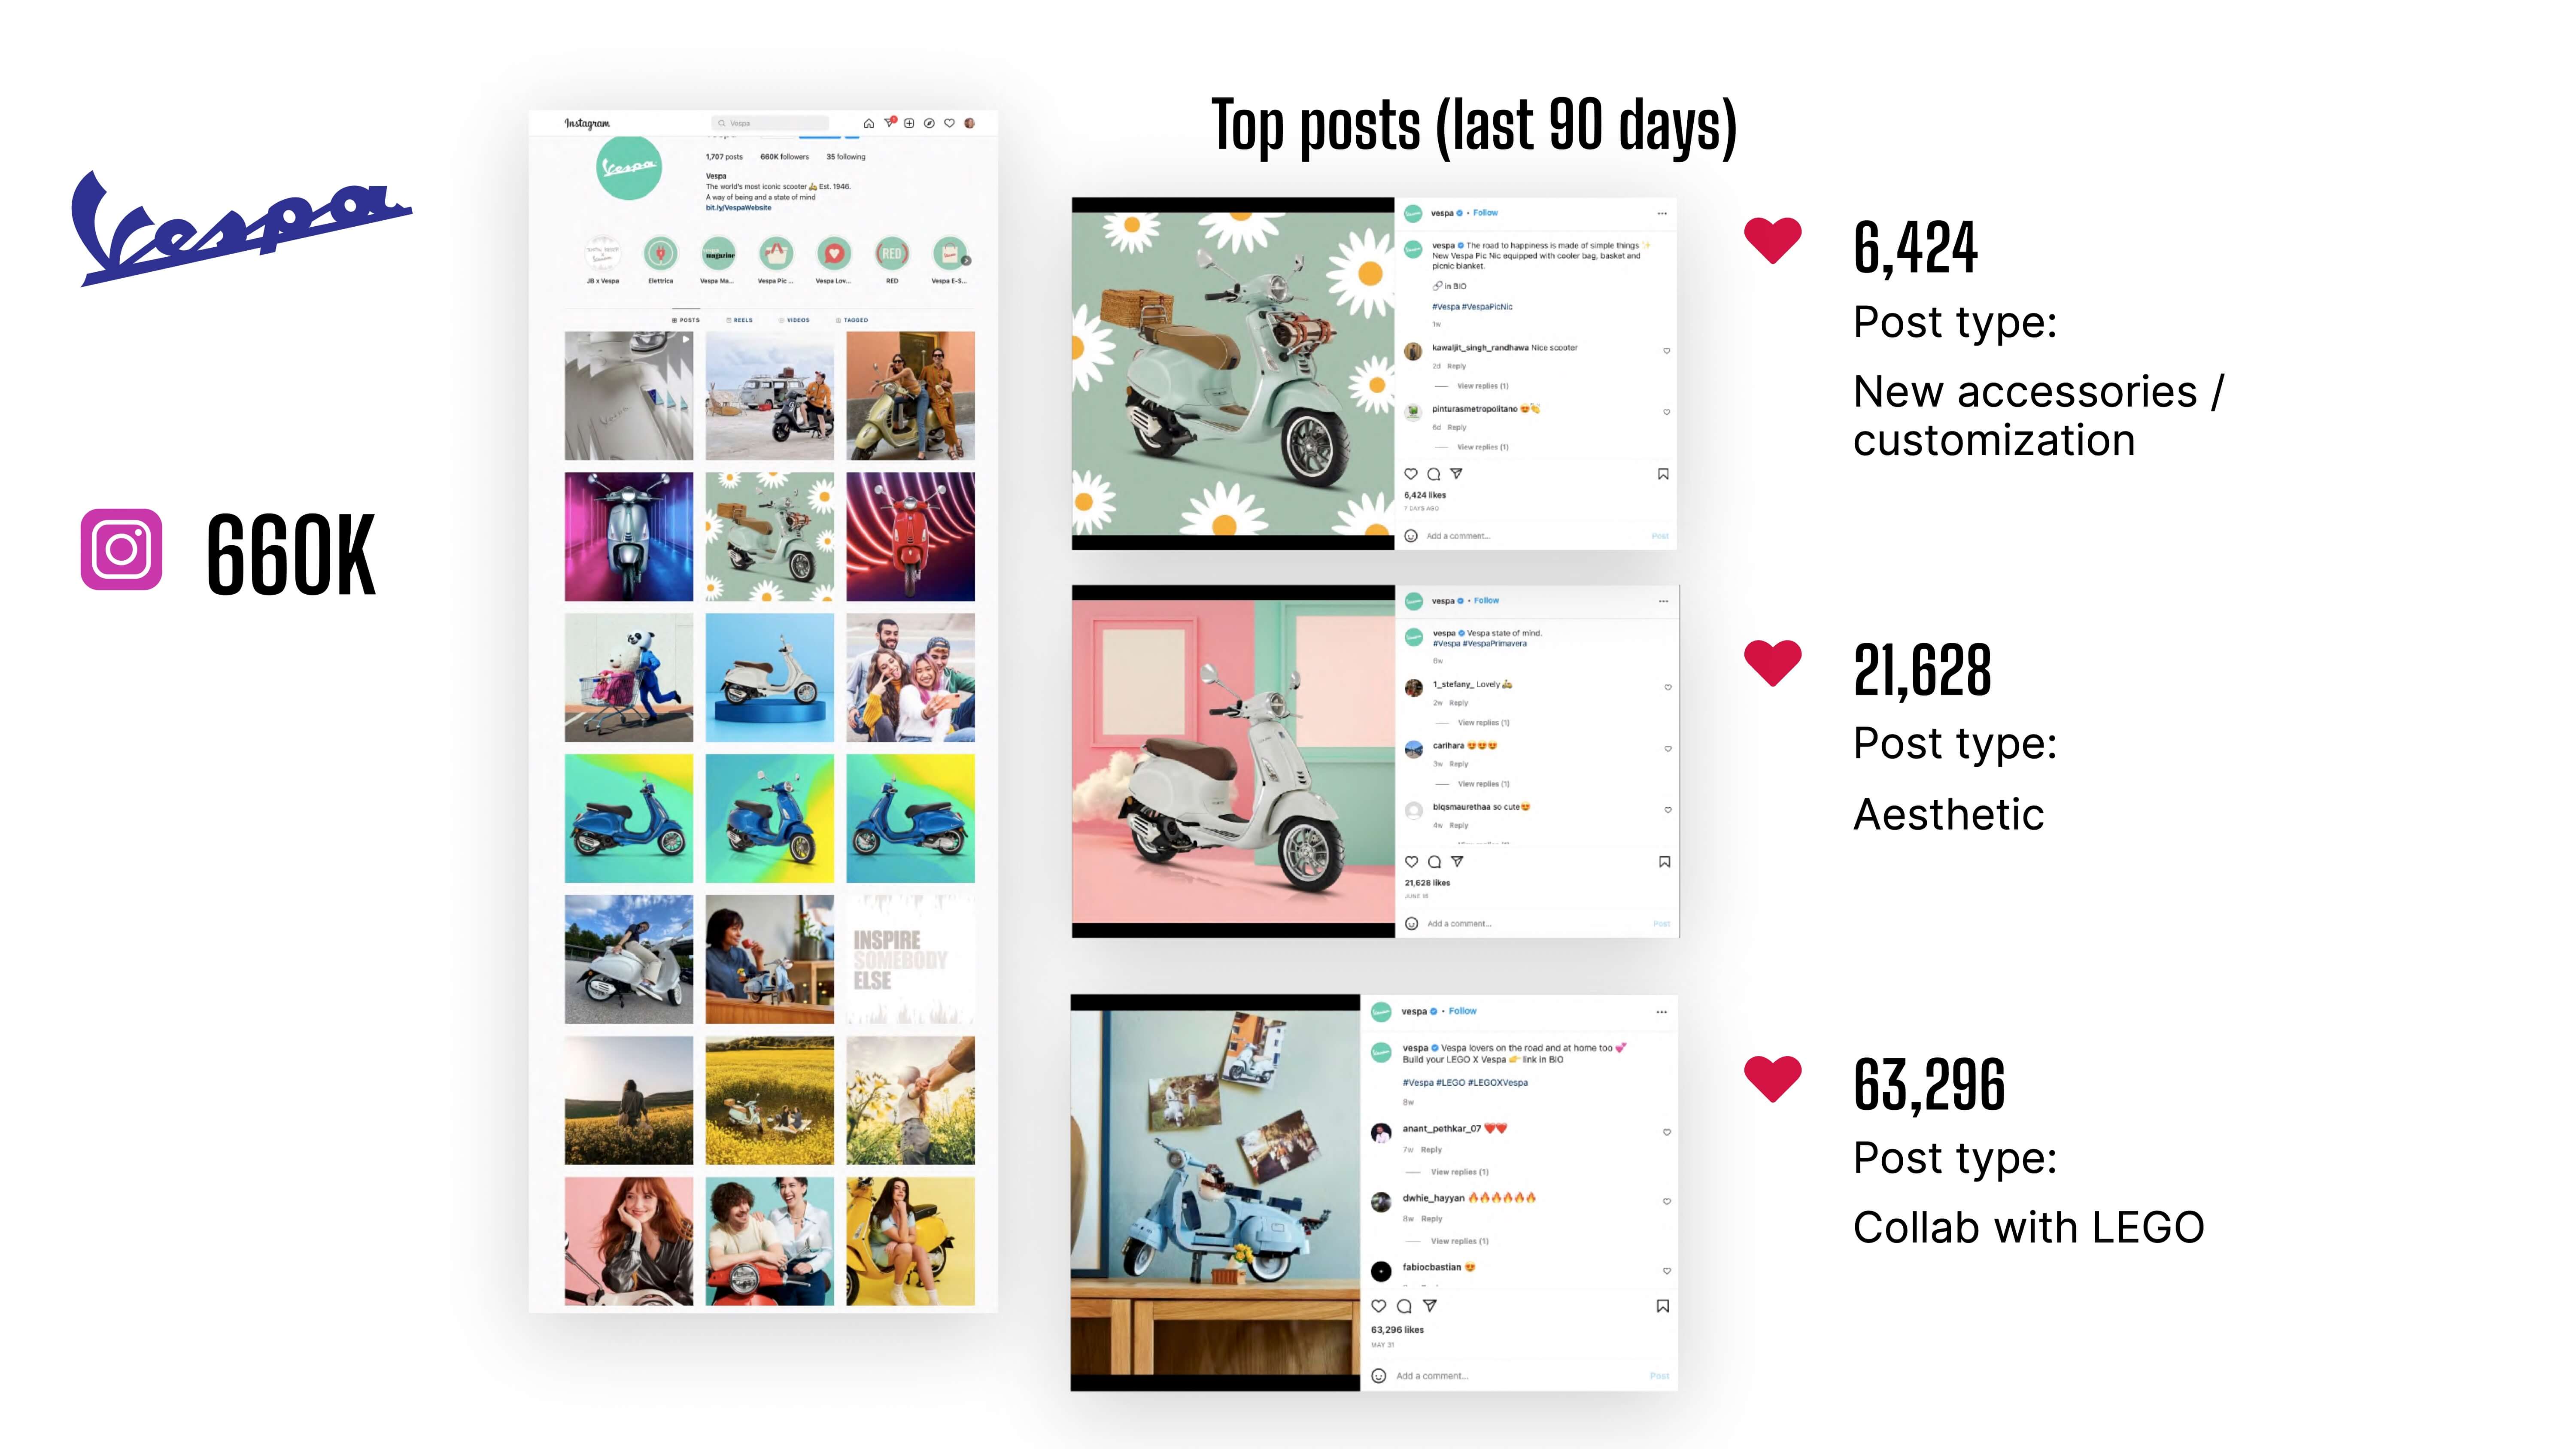 Vespa
660K
Instagram
Vespa
Vespa
1,707 posts 660K followers 35 following
Vespa
The world's most iconic scooter 🛵 Est. 1946.
A way of being and a state of mind
bit.ly/VespaWebsite
vespa magazine
RED
JB x Vespa Elettrica Vespa Ma... Vespa Pic ... Vespa Lov... RED Vespa E-S...
POSTS REELS VIDEOS TAGGED
INSPIRE
SOMEBODY
ELSE
Top posts (last 90 days)
vespa • Follow
vespa The road to happiness is made of simple things ✨
New Vespa Pic Nic equipped with cooler bag, basket and
picnic blanket.
🔗 in BIO
#Vespa #VespaPicNic
1w
kawaljit_singh_randhawa Nice scooter
2d Reply
View replies (1)
pinturasmetropolitano 😍👏
6d Reply
View replies (1)
6,424 likes
7 DAYS AGO
Add a comment... Post
6,424
Post type:
New accessories /
customization
vespa • Follow
vespa Vespa state of mind.
#Vespa #VespaPrimavera
6w
1_stefany_ Lovely 🛵
2w Reply
View replies (1)
carihara 😍😍😍
3w Reply
View replies (1)
blqsmaurethaa so cute😍
4w Reply
21,628 likes
Add a comment... Post
21,628
Post type:
Aesthetic
vespa • Follow
vespa Vespa lovers on the road and at home too 💞
Build your LEGO X Vespa 👉 link in BIO
#Vespa #LEGO #LEGOXVespa
8w
anant_pethkar_07 ❤️❤️
7w Reply
View replies (1)
dwhie_hayyan 🔥🔥🔥🔥🔥🔥
8w Reply
View replies (1)
fabiocbastian 😍
63,296 likes
MAY 31
Add a comment... Post
63,296
Post type:
Collab with LEGO